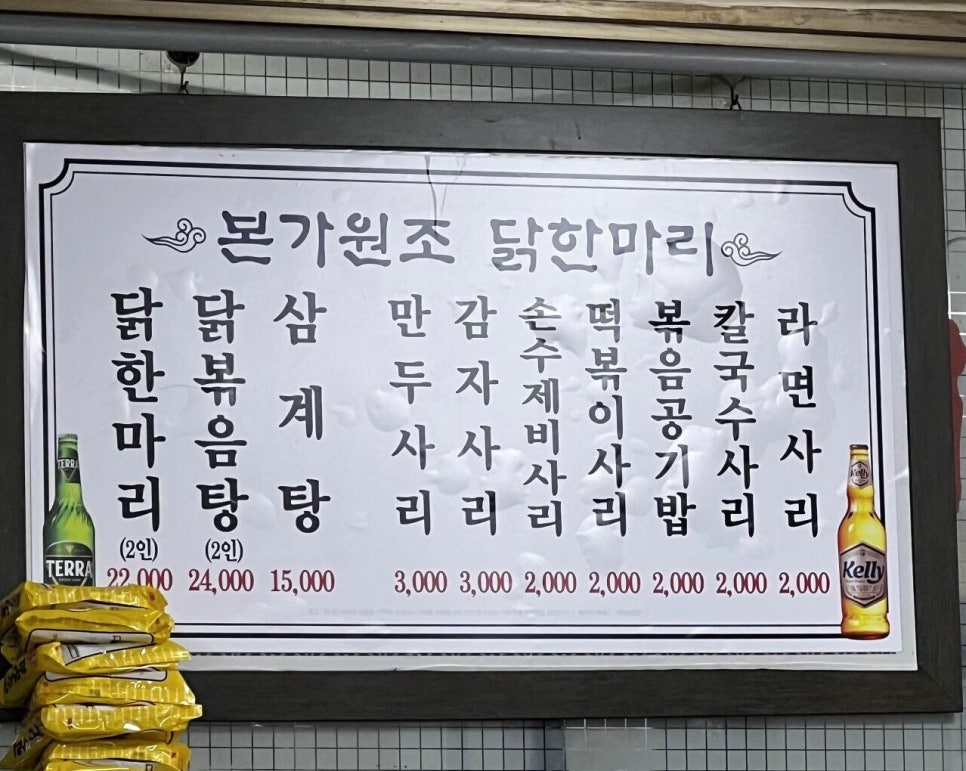 본가원조 닭한마리
닭한마리
(2인)
22,000
닭볶음탕
(2인)
24,000
삼계탕
15,000
만두사리
3,000
감자사리
3,000
손수제비사리
2,000
떡볶이사리
2,000
볶음공기밥
2,000
칼국수사리
2,000
라면사리
2,000
TERRA
TERRA
Kelly
Kelly